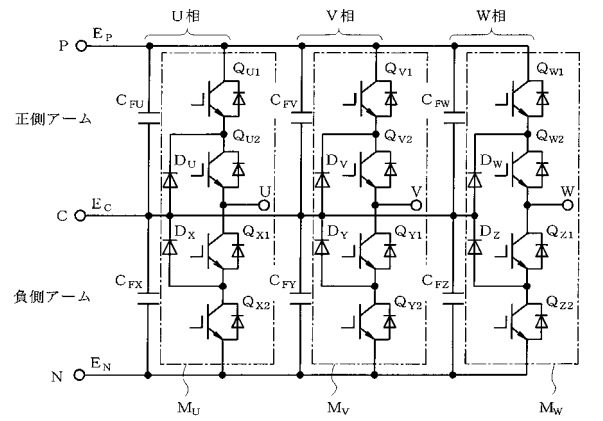 U相 V相 W相
P E_P
Q_U1 Q_V1 Q_W1
C_FU C_FV C_FW
正側アーム
Q_U2 Q_V2 Q_W2
D_U D_V D_W
U V W
C E_C
D_X Q_X1 D_Y Q_Y1 D_Z Q_Z1
C_FX C_FY C_FZ
負側アーム
Q_X2 Q_Y2 Q_Z2
N E_N
M_U M_V M_W